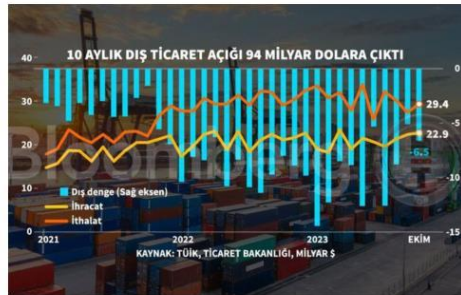 10 AYLIK DIŞ TİCARET AÇIĞI 94 MİLYAR DOLARA ÇIKTI
40
30
20
10
0
0
-5
-10
-15
29.4
22.9
-6.5
Bloomberg
Dış denge (Sağ eksen)
İhracat
İthalat
2021
2022
2023
EKİM
KAYNAK: TÜİK, TİCARET BAKANLIĞI, MİLYAR $